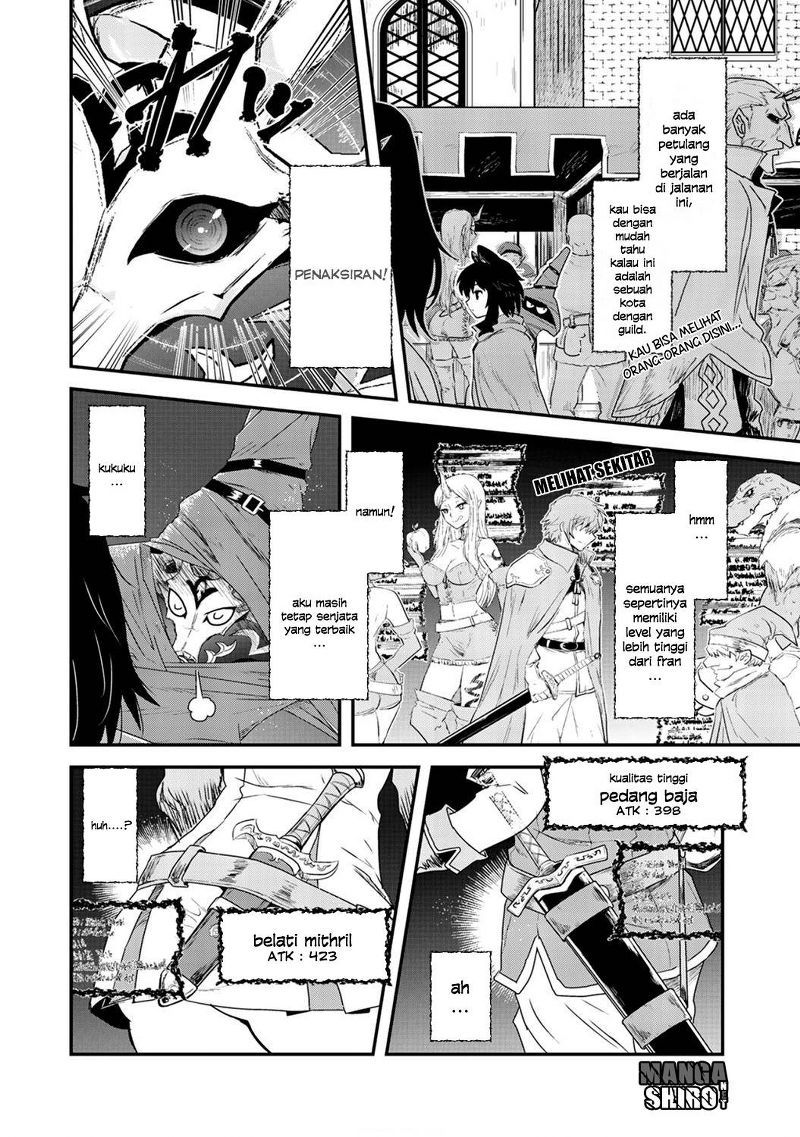 ada
banyak
petulang
yang
berjalan
di jalanan
ini,
kau bisa
dengan
mudah
tahu
kalau ini
adalah
sebuah
kota
dengan
guild.
KAU BISA MELIHAT
ORANG-ORANG DISINI...
PENAKSIRAN!
hmm
....
semuanya
sepertinya
memiliki
level yang
lebih tinggi
dari fran
...
MELIHAT SEKITAR
namun!
aku masih
tetap senjata
yang terbaik
...
kukuku
...
kualitas tinggi
pedang baja
ATK : 398
ah
...
huh....?
belati mithril
ATK : 423
MANGA
SHIRO
NET